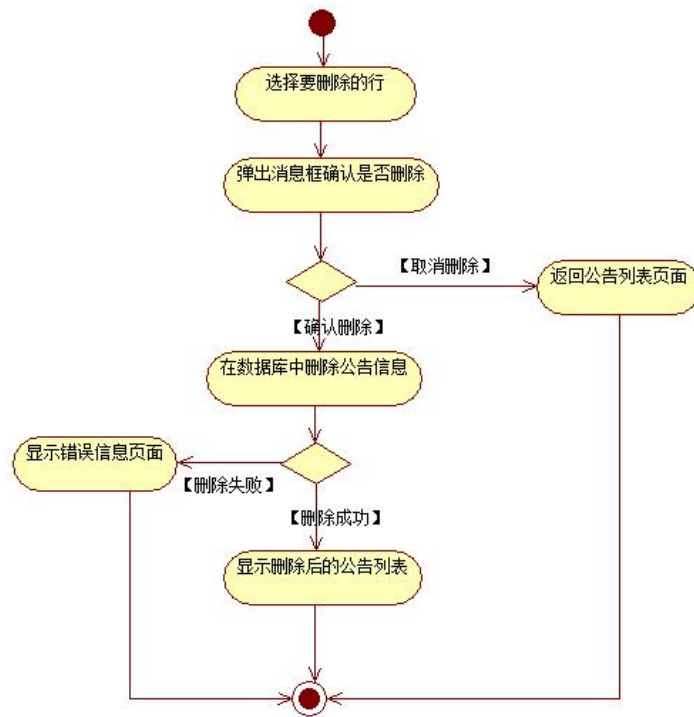 选择要删除的行
弹出消息框确认是否删除
【取消删除】
返回公告列表页面
【确认删除】
在数据库中删除公告信息
显示错误信息页面
【删除失败】
【删除成功】
显示删除后的公告列表